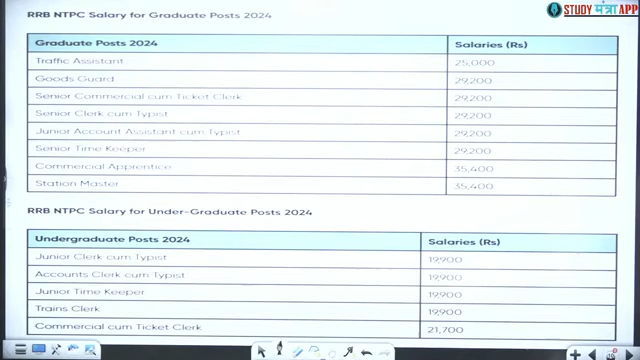 STUDY मंत्रा APP
RRB NTPC Salary for Graduate Posts 2024
Graduate Posts 2024 Salaries (Rs)
Traffic Assistant 25,000
Goods Guard 29,200
Senior Commercial cum Ticket Clerk 29,200
Senior Clerk cum Typist 29,200
Junior Account Assistant cum Typist 29,200
Senior Time Keeper 29,200
Commercial Apprentice 35,400
Station Master 35,400
RRB NTPC Salary for Under-Graduate Posts 2024
Undergraduate Posts 2024 Salaries (Rs)
Junior Clerk cum Typist 19,900
Accounts Clerk cum Typist 19,900
Junior Time Keeper 19,900
Trains Clerk 19,900
Commercial cum Ticket Clerk 21,700